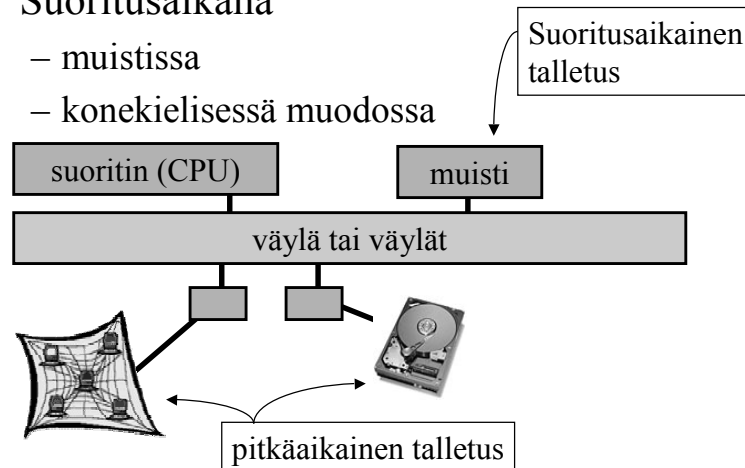 Suoritusaikana
– muistissa
– konekielisessä muodossa
Suoritusaikainen
talletus
suoritin (CPU)
muisti
väylä tai väylät
pitkäaikainen talletus